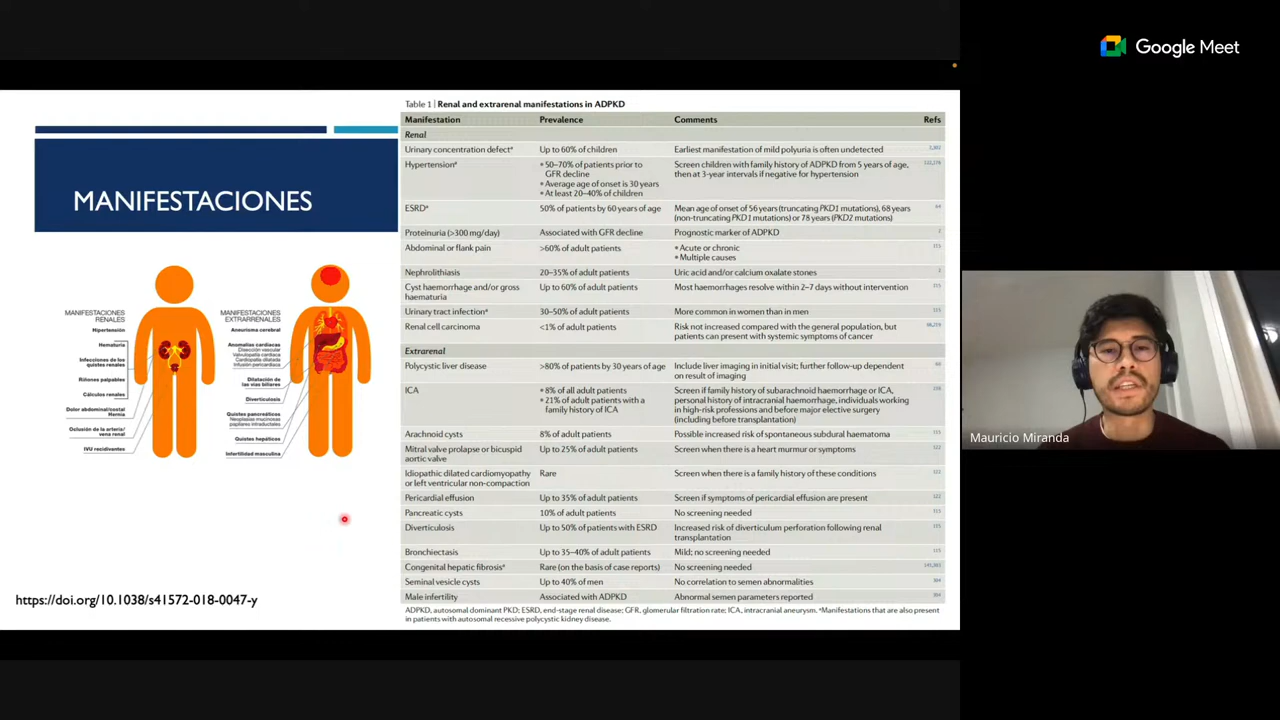 Google Meet
MANIFESTACIONES
MANIFESTACIONES
RENALES
Hipertensión
Hematuria
Infecciones de los
quistes renales
Riñones palpables
Cálculos renales
Dolor abdominal/costal
Hernia
Oclusión de la arteria/
vena renal
IVU recidivantes
MANIFESTACIONES
EXTRARRENALES
Aneurisma cerebral
Anomalías cardiacas
Disección vascular
Valvulopatía cardíaca
Cardiopatía dilatada
Infusión pericardica
Dilatación de
las vías biliares
Diverticulosis
Quistes pancreáticos
Neoplasias mucinosas
papilares intraductales
Quistes hepáticos
Infertilidad masculina
https://doi.org/10.1038/s41572-018-0047-y
Table 1 | Renal and extrarenal manifestations in ADPKD
Manifestation Prevalence Comments Refs
Renal
Urinary concentration defectᵃ Up to 60% of children Earliest manifestation of mild polyuria is often undetected
Hypertensionᵃ • 50–70% of patients prior to Screen children with family history of ADPKD from 5 years of age,
GFR decline then at 3-year intervals if negative for hypertension
• Average age of onset is 30 years
• At least 20–40% of children
ESRDᵃ 50% of patients by 60 years of age Mean age of onset of 56 years (truncating PKD1 mutations), 68 years
(non-truncating PKD1 mutations) or 78 years (PKD2 mutations)
Proteinuria (>300 mg/day) Associated with GFR decline Prognostic marker of ADPKD
Abdominal or flank pain >60% of adult patients • Acute or chronic
• Multiple causes
Nephrolithiasis 20–35% of adult patients Uric acid and/or calcium oxalate stones
Cyst haemorrhage and/or gross Up to 60% of adult patients Most haemorrhages resolve within 2–7 days without intervention
haematuria
Urinary tract infectionᵃ 30–50% of adult patients More common in women than in men
Renal cell carcinoma <1% of adult patients Risk not increased compared with the general population, but
patients can present with systemic symptoms of cancer
Extrarenal
Polycystic liver disease >80% of patients by 30 years of age Include liver imaging in initial visit; further follow-up dependent
on result of imaging
ICA • 8% of all adult patients Screen if family history of subarachnoid haemorrhage or ICA,
• 21% of adult patients with a personal history of intracranial haemorrhage, individuals working
family history of ICA in high-risk professions and before major elective surgery
(including before transplantation)
Arachnoid cysts 8% of adult patients Possible increased risk of spontaneous subdural haematoma
Mitral valve prolapse or bicuspid Up to 25% of adult patients Screen when there is a heart murmur or symptoms
aortic valve
Idiopathic dilated cardiomyopathy Rare Screen when there is a family history of these conditions
or left ventricular non-compaction
Pericardial effusion Up to 35% of adult patients Screen if symptoms of pericardial effusion are present
Pancreatic cysts 10% of adult patients No screening needed
Diverticulosis Up to 50% of patients with ESRD Increased risk of diverticulum perforation following renal
transplantation
Bronchiectasis Up to 35–40% of adult patients Mild; no screening needed
Congenital hepatic fibrosisᵃ Rare (on the basis of case reports) No screening needed
Seminal vesicle cysts Up to 40% of men No correlation to semen abnormalities
Male infertility Associated with ADPKD Abnormal semen parameters reported
ADPKD, autosomal dominant PKD; ESRD, end-stage renal disease; GFR, glomerular filtration rate; ICA, intracranial aneurysm. ᵃManifestations that are also present
in patients with autosomal recessive polycystic kidney disease.
Mauricio Miranda